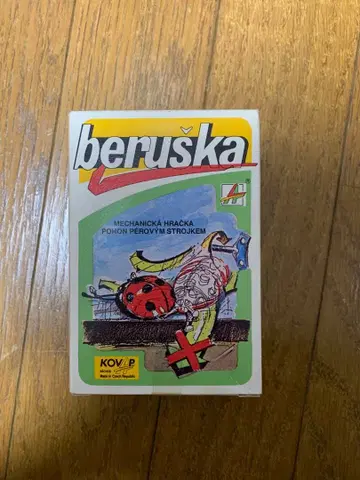 beruška
MECHANICKÁ HRAČKA
POHON PÉROVÝM STROJKEM
KOVAP
Made in Czech Republic